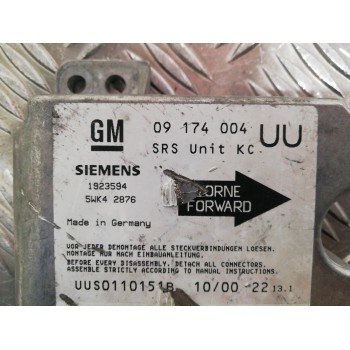 GM 09 174 004 UU
SRS Unit KC
SIEMENS
1923594
5WK4 2876
VORNE
FORWARD
Made in Germany
VOR JEDER DEMONTAGE ALLE STECKVERBINDUNGEN LOESEN.
MONTAGE NUR MACH EINBAUANLEITUNG.
BEFORE EVERY DISASSEMBLY, DETACH ALL CONNECTORS.
ASSEMBLE STRICTLY ACCORDING TO MANUAL INSTRUCTIONS.
UUS0110151B 10/00 22 13.1